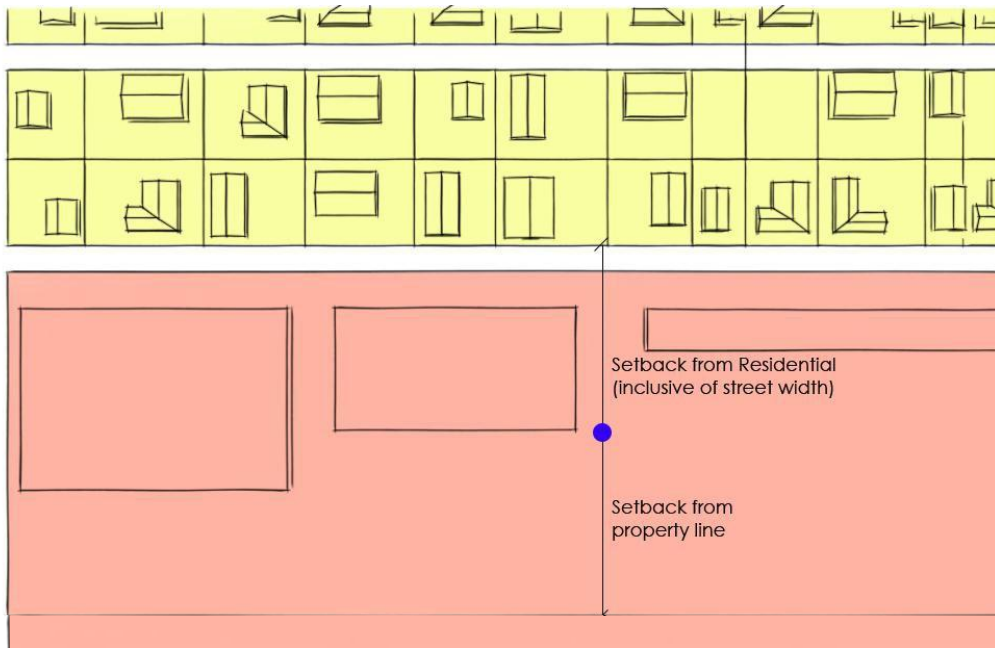 Setback from Residential
(inclusive of street width)
Setback from
property line